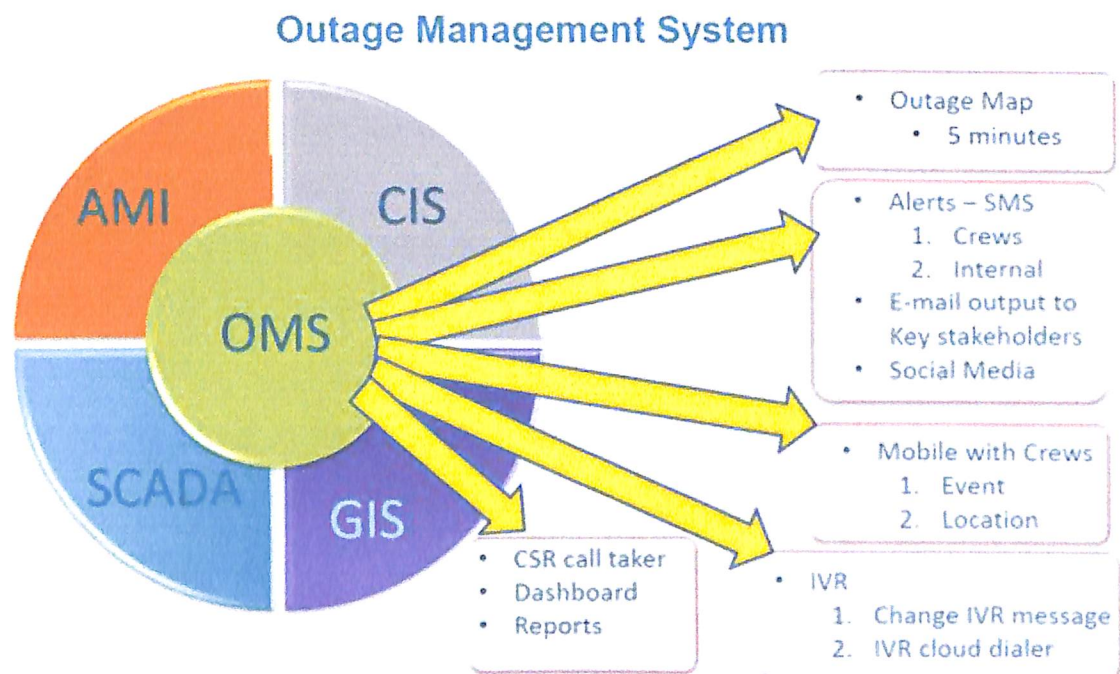 Outage Management System
AMI
CIS
OMS
SCADA
GIS
• Outage Map
• 5 minutes
• Alerts – SMS
1. Crews
2. Internal
• E-mail output to
Key stakeholders
• Social Media
• Mobile with Crews
1. Event
2. Location
• CSR call taker
• Dashboard
• Reports
• IVR
1. Change IVR message
2. IVR cloud dialer